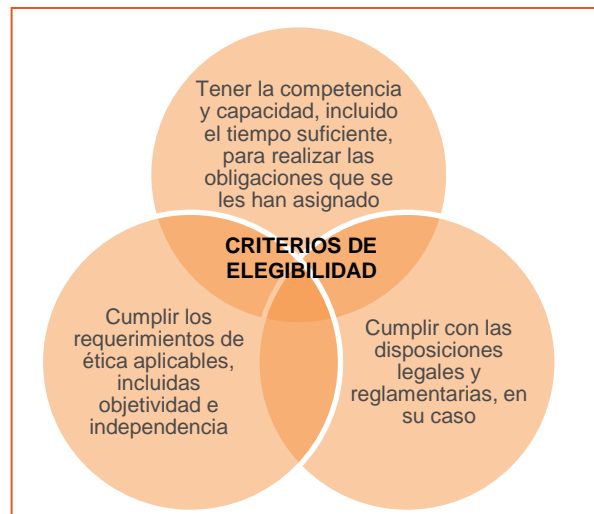 Tener la competencia
y capacidad, incluido
el tiempo suficiente,
para realizar las
obligaciones que se
les han asignado
CRITERIOS DE
ELEGIBILIDAD
Cumplir los
requerimientos de
ética aplicables,
incluidas
objetividad e
independencia
Cumplir con las
disposiciones
legales y
reglamentarias, en
su caso